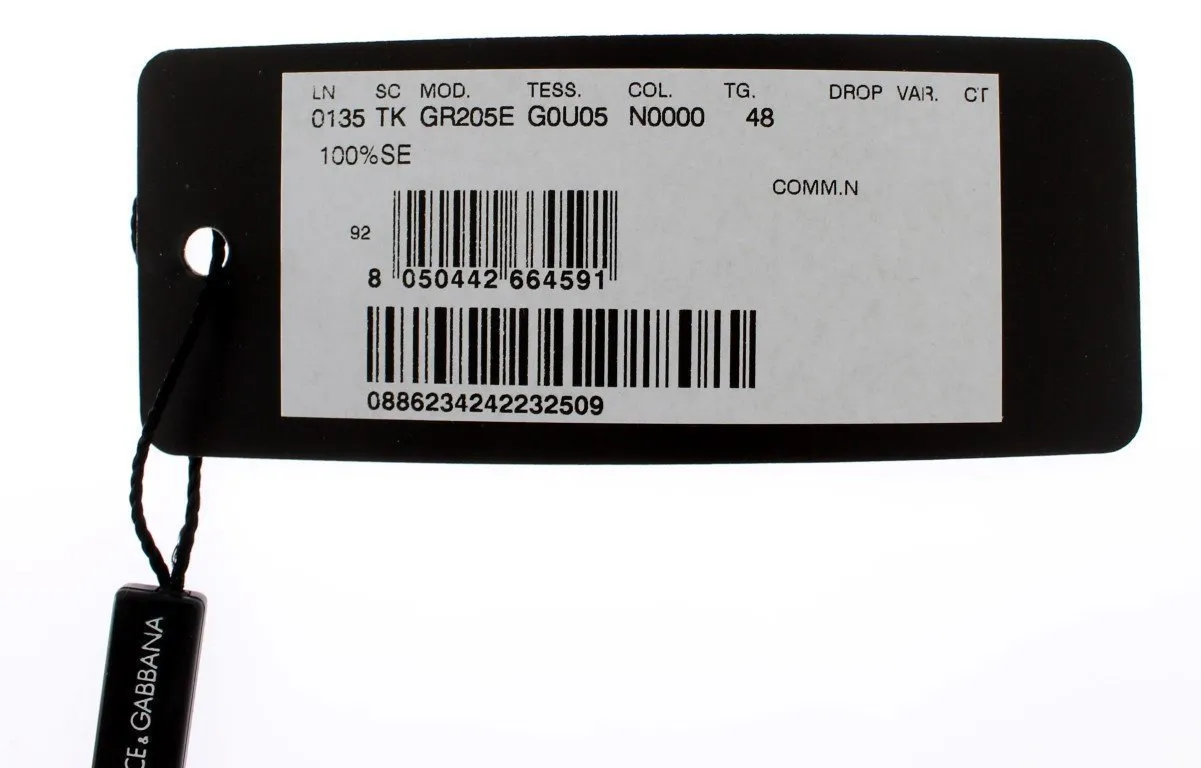 LN SC MOD. TESS. COL. TG. DROP VAR. CT
0135 TK GR205E G0U05 N0000 48
100%SE
COMM.N
92
8 050442 664591
0886234242232509
CE & GABBANA